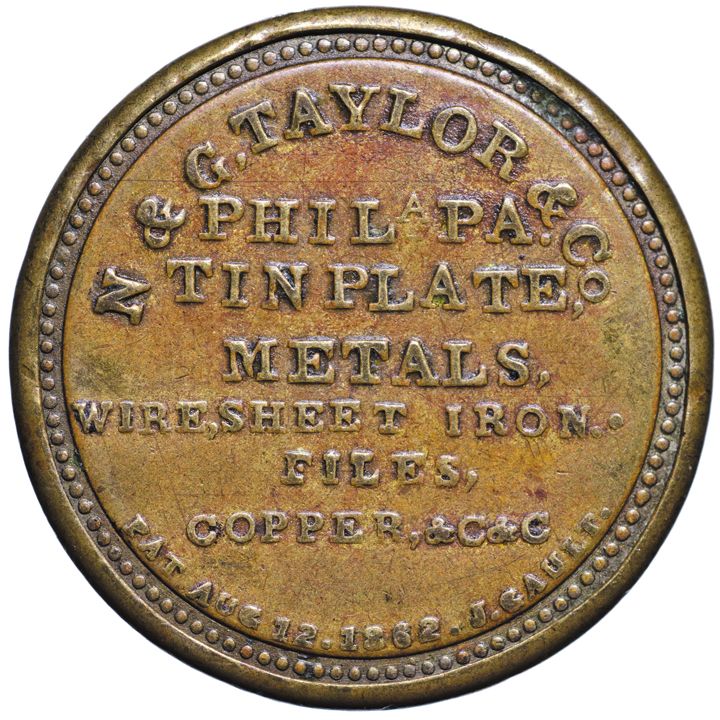 N & G. TAYLOR & Co.
PHILA PA.
TIN PLATE,
METALS,
WIRE, SHEET IRON.
FILES,
COPPER, &C &C
PAT AUG 12. 1862. J. GAULT.